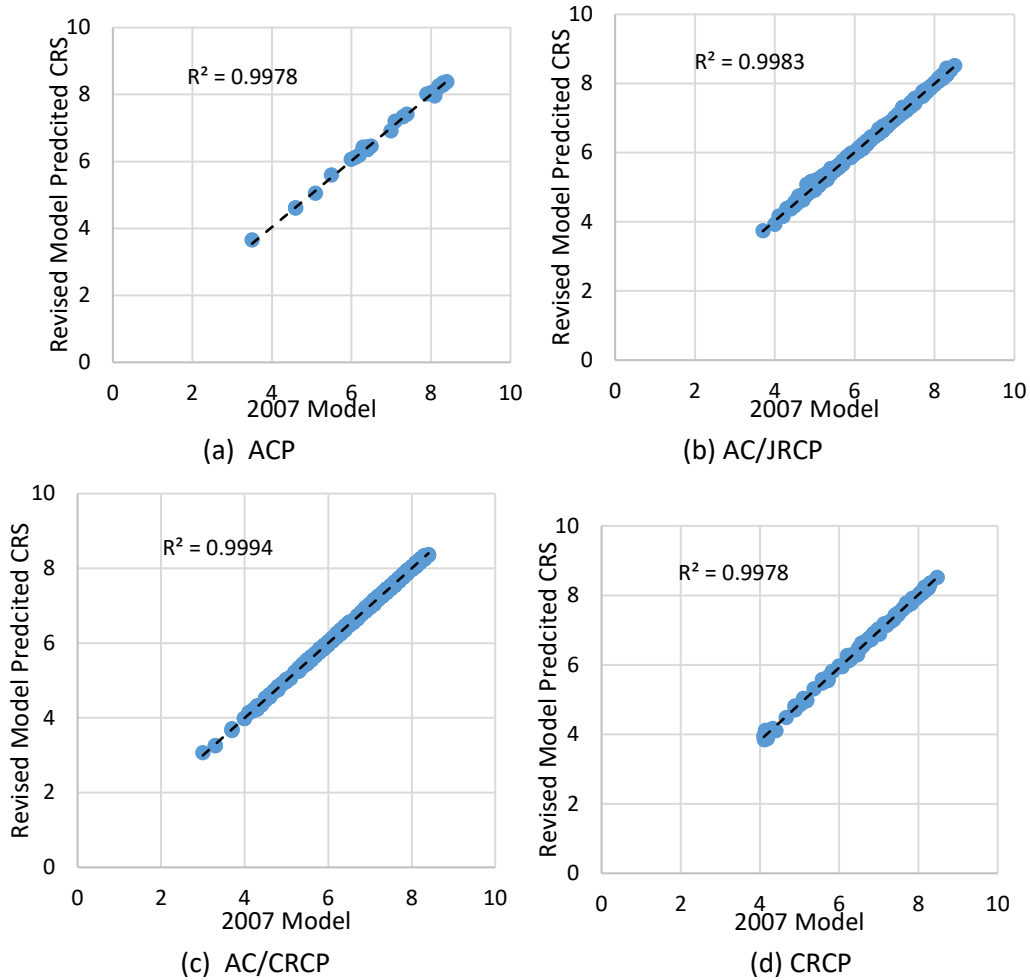 10
8
6
4
2
0
Revised Model Predcited CRS
R² = 0.9978
0 2 4 6 8 10
2007 Model
(a) ACP
10
8
6
4
2
0
Revised Model Predcited CRS
R² = 0.9983
0 2 4 6 8 10
2007 Model
(b) AC/JRCP
10
8
6
4
2
0
Revised Model Predcited CRS
R² = 0.9994
0 2 4 6 8 10
2007 Model
(c) AC/CRCP
10
8
6
4
2
0
Revised Model Predcited CRS
R² = 0.9978
0 2 4 6 8 10
2007 Model
(d) CRCP